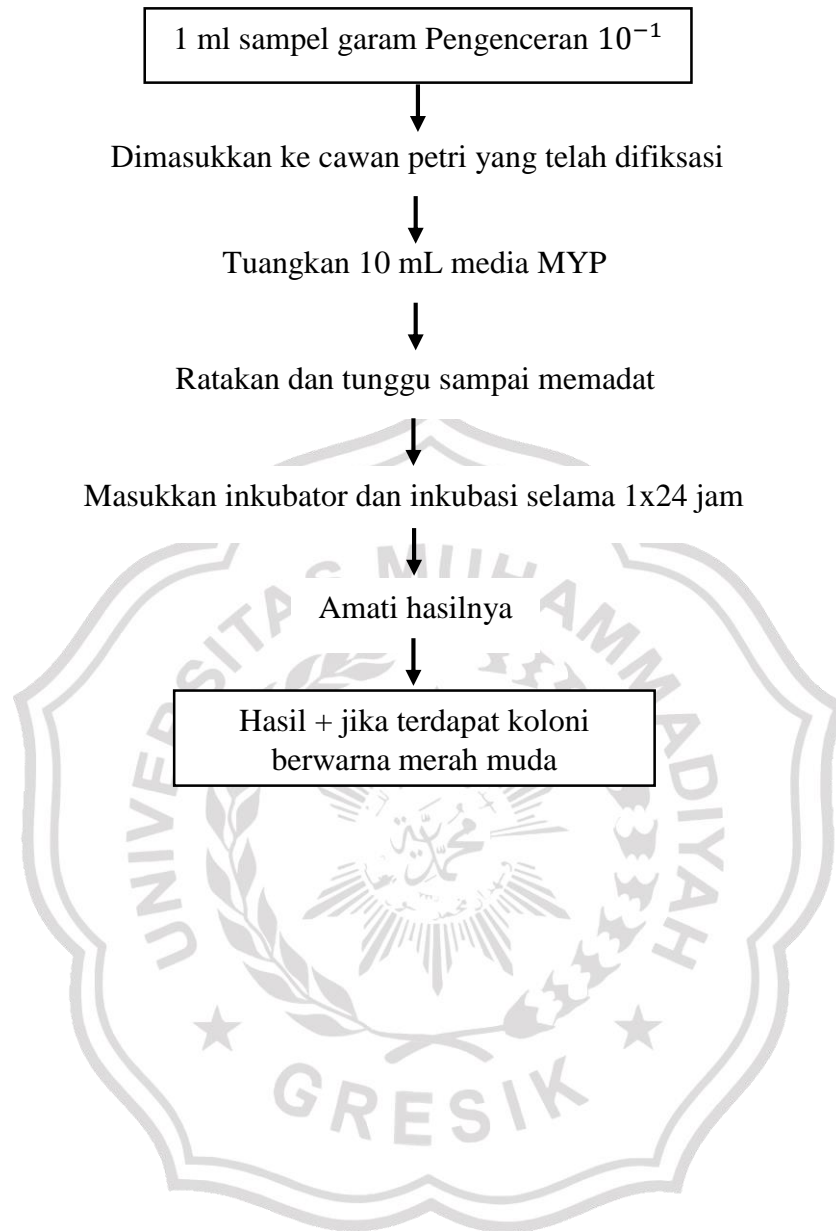 1 ml sampel garam Pengenceran 10⁻¹
Dimasukkan ke cawan petri yang telah difiksasi
Tuangkan 10 mL media MYP
Ratakan dan tunggu sampai memadat
Masukkan inkubator dan inkubasi selama 1x24 jam
Amati hasilnya
Hasil + jika terdapat koloni
berwarna merah muda
UNIVERSITAS MUHAMMADIYAH
GRESIK